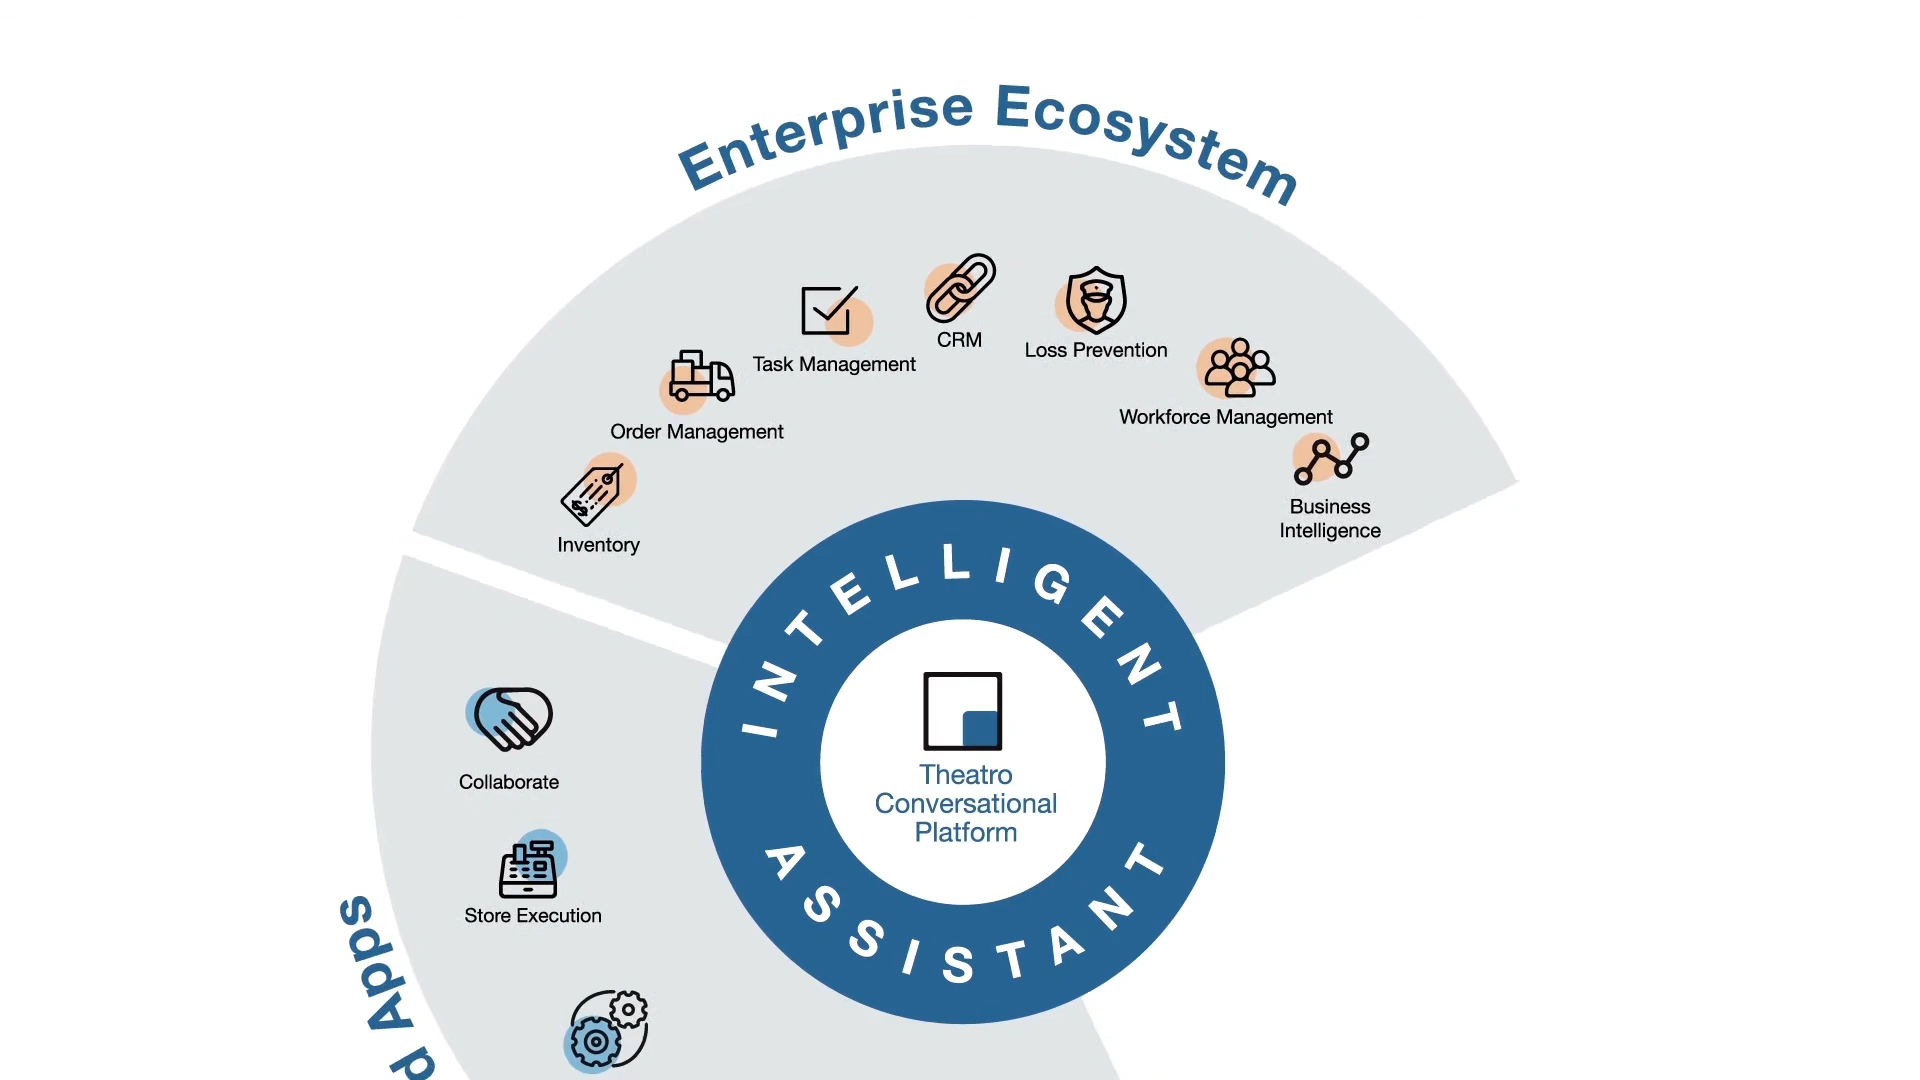 Enterprise Ecosystem
CRM
Loss Prevention
Task Management
Workforce Management
Order Management
Business
Intelligence
Inventory
INTELLIGENT
Theatro
Conversational
Platform
ASSISTANT
Collaborate
Store Execution
Apps